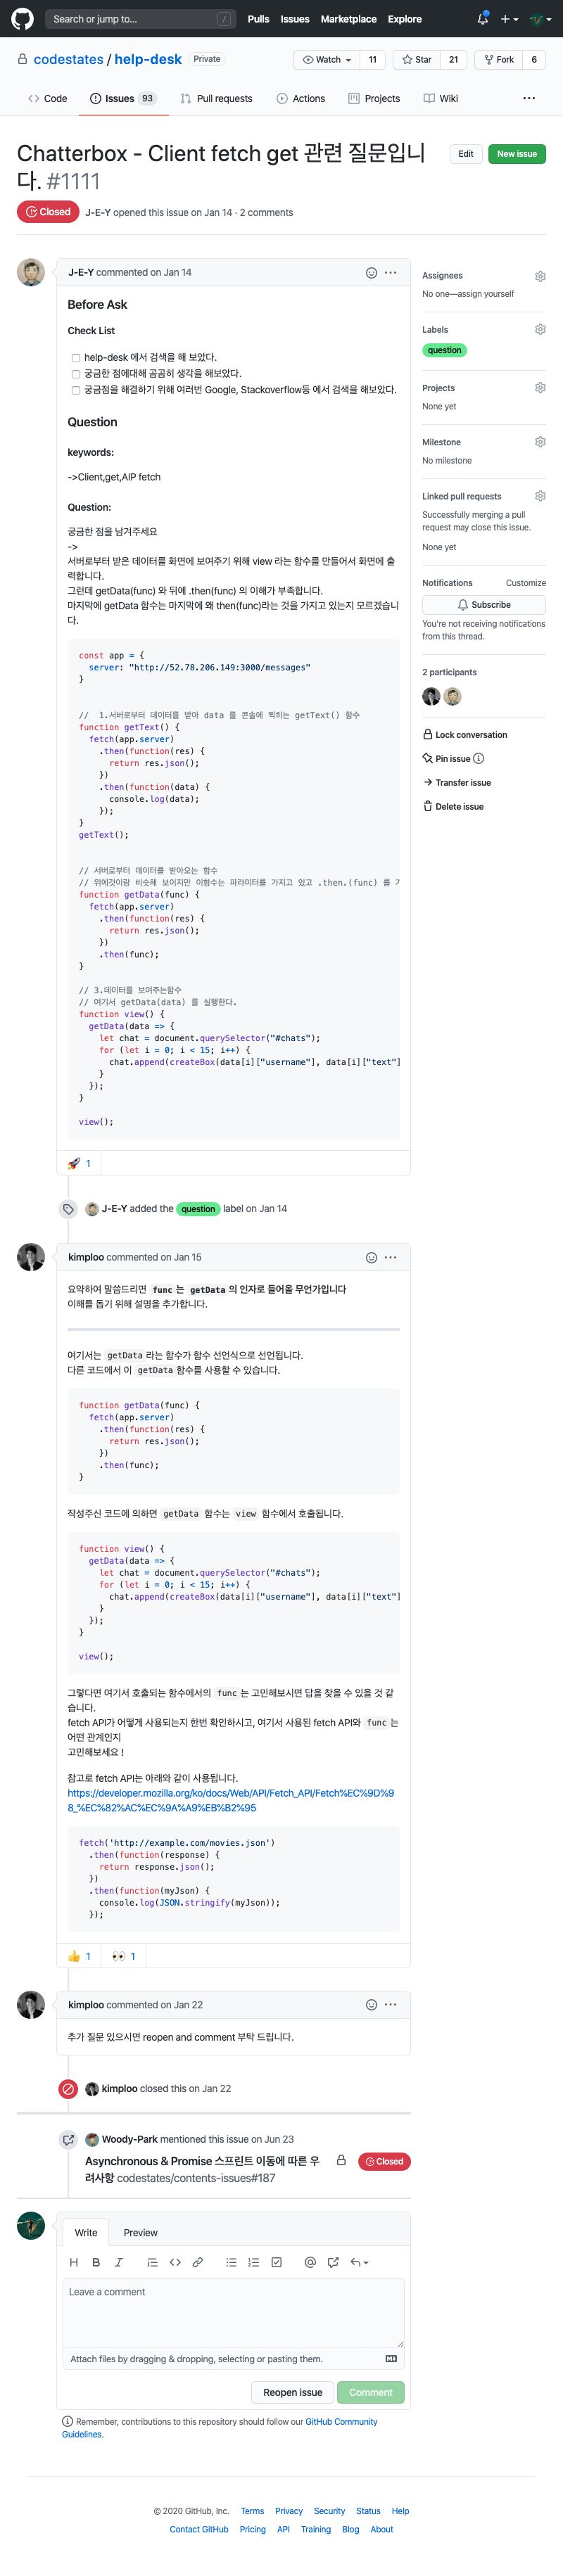 Search or jump to...
/
Pulls
Issues
Marketplace
Explore
codestates / help-desk
Private
Watch
11
Star
21
Fork
6
Code
Issues 93
Pull requests
Actions
Projects
Wiki
Chatterbox - Client fetch get 관련 질문입니
다. #1111
Edit
New issue
Closed
J-E-Y opened this issue on Jan 14 · 2 comments
J-E-Y commented on Jan 14
Before Ask
Check List
help-desk 에서 검색을 해 보았다.
궁금한 점에대해 곰곰히 생각을 해보았다.
궁금점을 해결하기 위해 여러번 Google, Stackoverflow등 에서 검색을 해보았다.
Question
keywords:
->Client,get,AIP fetch
Question:
궁금한 점을 남겨주세요
->
서버로부터 받은 데이터를 화면에 보여주기 위해 view 라는 함수를 만들어서 화면에 출
력합니다.
그런데 getData(func) 와 뒤에 .then(func) 의 이해가 부족합니다.
마지막에 getData 함수는 마지막에 왜 then(func)라는 것을 가지고 있는지 모르겠습니
다.
const app = {
  server: "http://52.78.206.149:3000/messages"
}
//  1.서버로부터 데이터를 받아 data 를 콘솔에 찍히는 getText() 함수
function getText() {
  fetch(app.server)
    .then(function(res) {
      return res.json();
    })
    .then(function(data) {
      console.log(data);
    });
}
getText();
// 서버로부터 데이터를 받아오는 함수
// 위에것이랑 비슷해 보이지만 이함수는 파라미터를 가지고 있고 .then.(func) 를
function getData(func) {
  fetch(app.server)
    .then(function(res) {
      return res.json();
    })
    .then(func);
}
// 3.데이터를 보여주는함수
// 여기서 getData(data) 를 실행한다.
function view() {
  getData(data => {
    let chat = document.querySelector("#chats");
    for (let i = 0; i < 15; i++) {
      chat.append(createBox(data[i]["username"], data[i]["text"]
    }
  });
}
view();
🚀 1
J-E-Y added the question label on Jan 14
kimploo commented on Jan 15
요약하여 말씀드리면 func 는 getData 의 인자로 들어올 무언가입니다
이해를 돕기 위해 설명을 추가합니다.
여기서는 getData 라는 함수가 함수 선언식으로 선언됩니다.
다른 코드에서 이 getData 함수를 사용할 수 있습니다.
function getData(func) {
  fetch(app.server)
    .then(function(res) {
      return res.json();
    })
    .then(func);
}
작성주신 코드에 의하면 getData 함수는 view 함수에서 호출됩니다.
function view() {
  getData(data => {
    let chat = document.querySelector("#chats");
    for (let i = 0; i < 15; i++) {
      chat.append(createBox(data[i]["username"], data[i]["text"]
    }
  });
}
view();
그렇다면 여기서 호출되는 함수에서의 func 는 고민해보시면 답을 찾을 수 있을 것 같
습니다.
fetch API가 어떻게 사용되는지 한번 확인하시고, 여기서 사용된 fetch API와 func 는
어떤 관계인지
고민해보세요 !
참고로 fetch API는 아래와 같이 사용됩니다.
https://developer.mozilla.org/ko/docs/Web/API/Fetch_API/Fetch%EC%9D%9
8_%EC%82%AC%EC%9A%A9%EB%B2%95
fetch('http://example.com/movies.json')
  .then(function(response) {
    return response.json();
  })
  .then(function(myJson) {
    console.log(JSON.stringify(myJson));
  });
👍 1
👀 1
kimploo commented on Jan 22
추가 질문 있으시면 reopen and comment 부탁 드립니다.
kimploo closed this on Jan 22
Woody-Park mentioned this issue on Jun 23
Asynchronous & Promise 스프린트 이동에 따른 우
려사항 codestates/contents-issues#187
Closed
Write
Preview
Leave a comment
Attach files by dragging & dropping, selecting or pasting them.
Reopen issue
Comment
Remember, contributions to this repository should follow our GitHub Community
Guidelines.
Assignees
No one—assign yourself
Labels
question
Projects
None yet
Milestone
No milestone
Linked pull requests
Successfully merging a pull
request may close this issue.
None yet
Notifications
Customize
Subscribe
You're not receiving notifications
from this thread.
2 participants
Lock conversation
Pin issue
Transfer issue
Delete issue
© 2020 GitHub, Inc.
Terms
Privacy
Security
Status
Help
Contact GitHub
Pricing
API
Training
Blog
About